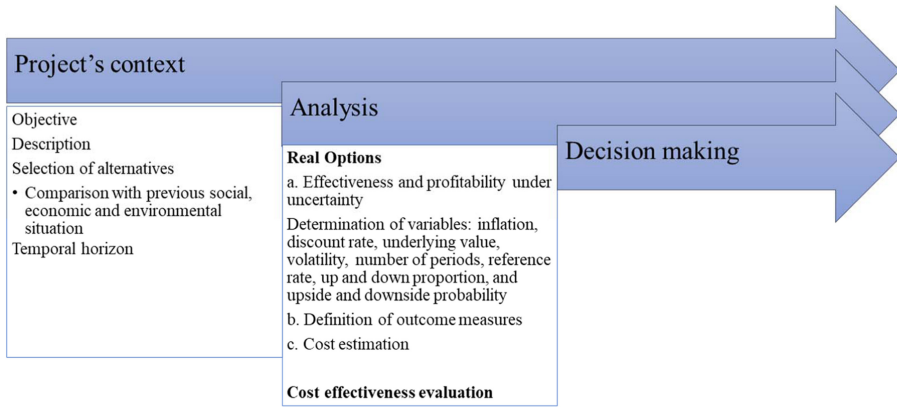 Project's context
Objective
Description
Selection of alternatives
• Comparison with previous social,
economic and environmental
situation
Temporal horizon
Analysis
Real Options
a. Effectiveness and profitability under
uncertainty
Determination of variables: inflation,
discount rate, underlying value,
volatility, number of periods, reference
rate, up and down proportion, and
upside and downside probability
b. Definition of outcome measures
c. Cost estimation
Cost effectiveness evaluation
Decision making